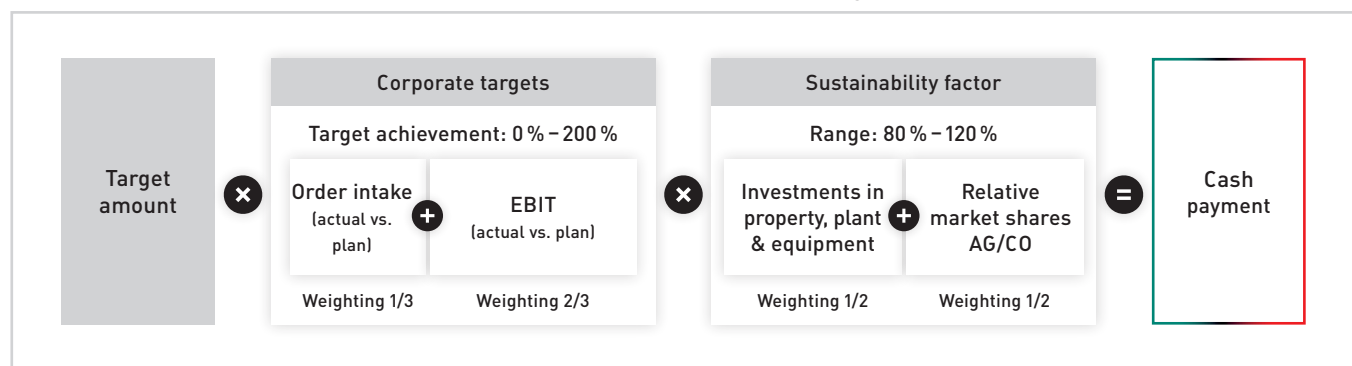 Target
amount
×
Corporate targets
Target achievement: 0 % – 200 %
Order intake
(actual vs.
plan)
+
EBIT
(actual vs. plan)
Weighting 1/3
Weighting 2/3
×
Sustainability factor
Range: 80 % – 120 %
Investments in
property, plant
& equipment
+
Relative
market shares
AG/CO
Weighting 1/2
Weighting 1/2
=
Cash
payment